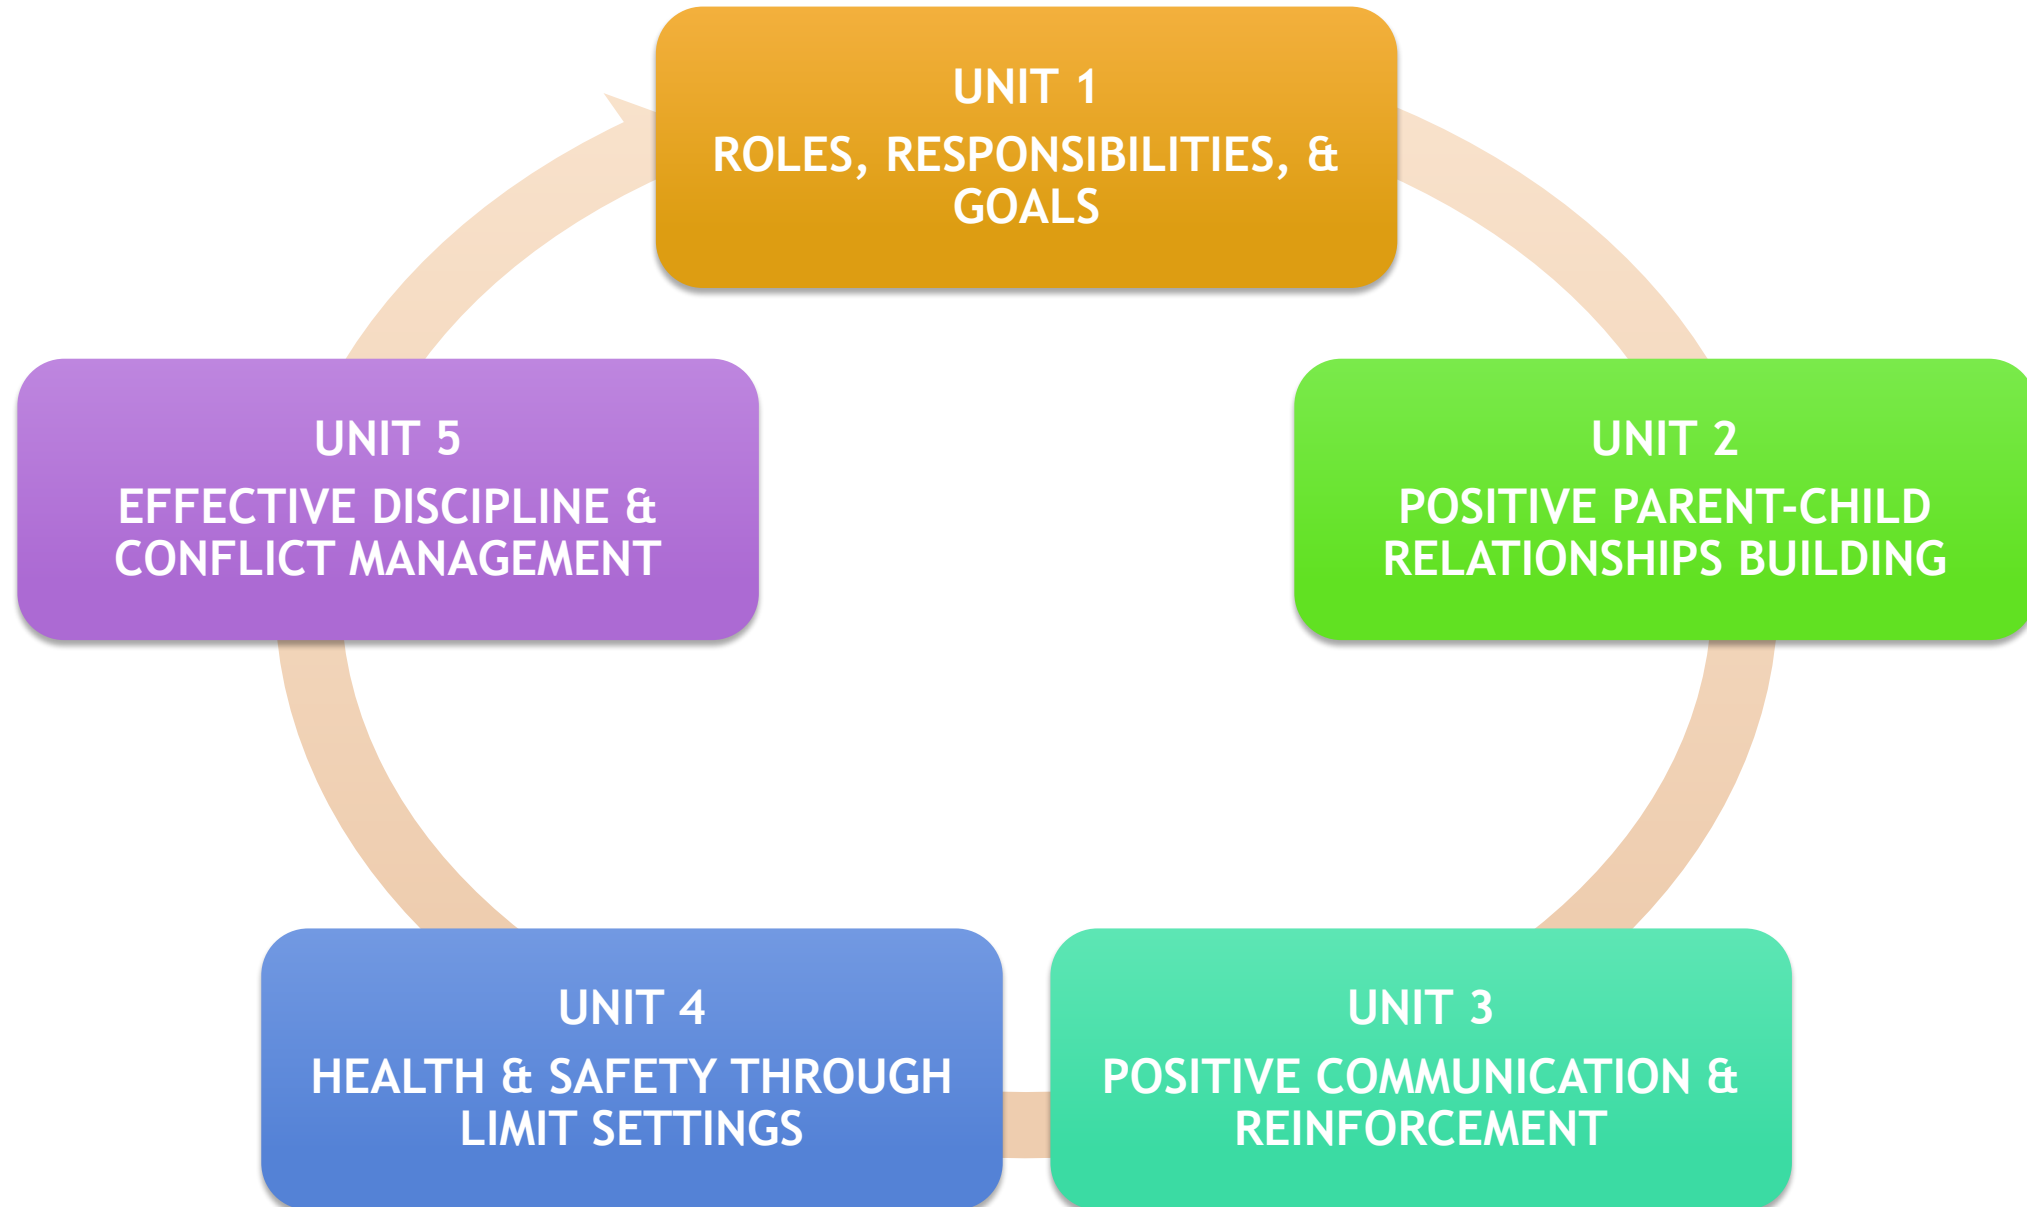 UNIT 1
ROLES, RESPONSIBILITIES, &
GOALS
UNIT 2
POSITIVE PARENT-CHILD
RELATIONSHIPS BUILDING
UNIT 3
POSITIVE COMMUNICATION &
REINFORCEMENT
UNIT 4
HEALTH & SAFETY THROUGH
LIMIT SETTINGS
UNIT 5
EFFECTIVE DISCIPLINE &
CONFLICT MANAGEMENT